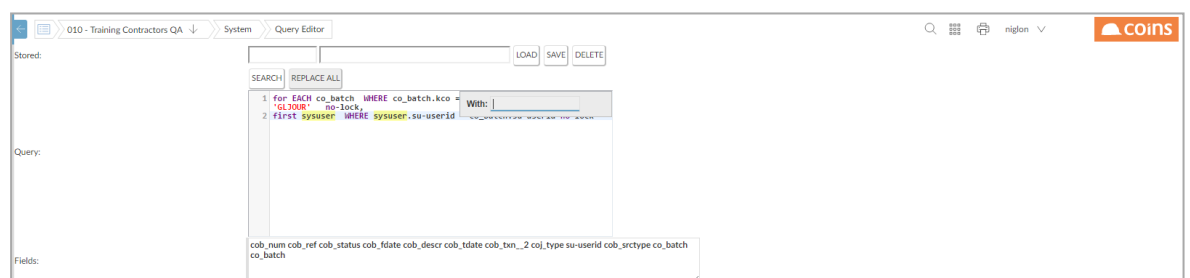 010 - Training Contractors QA System Query Editor niglon COINS
Stored: LOAD SAVE DELETE
SEARCH REPLACE ALL
1 for EACH co_batch WHERE co_batch.kco =
'GLJOUR' no-lock,
With:
2 first sysuser WHERE sysuser.su-userid
Query:
cob_num cob_ref cob_status cob_fdate cob_descr cob_tdate cob_txn__2 coj_type su-userid cob_srctype co_batch
co_batch
Fields: